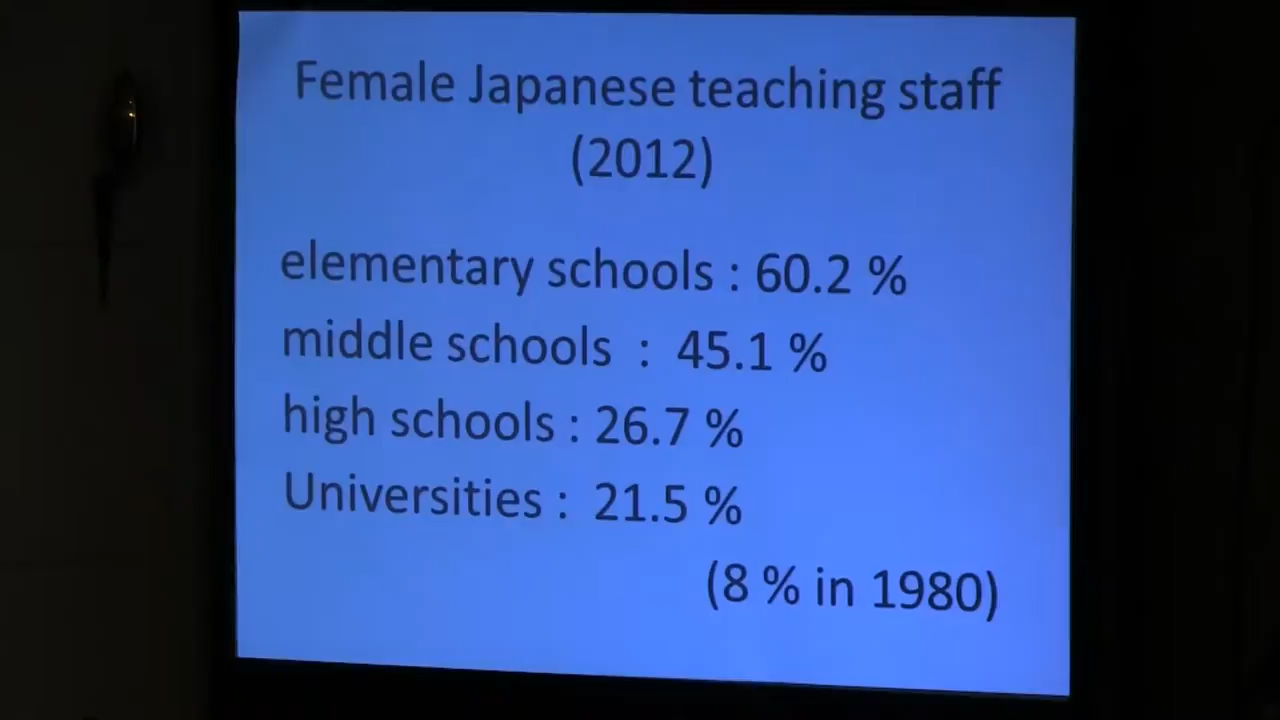 Female Japanese teaching staff
(2012)
elementary schools : 60.2 %
middle schools : 45.1 %
high schools : 26.7 %
Universities : 21.5 %
(8 % in 1980)